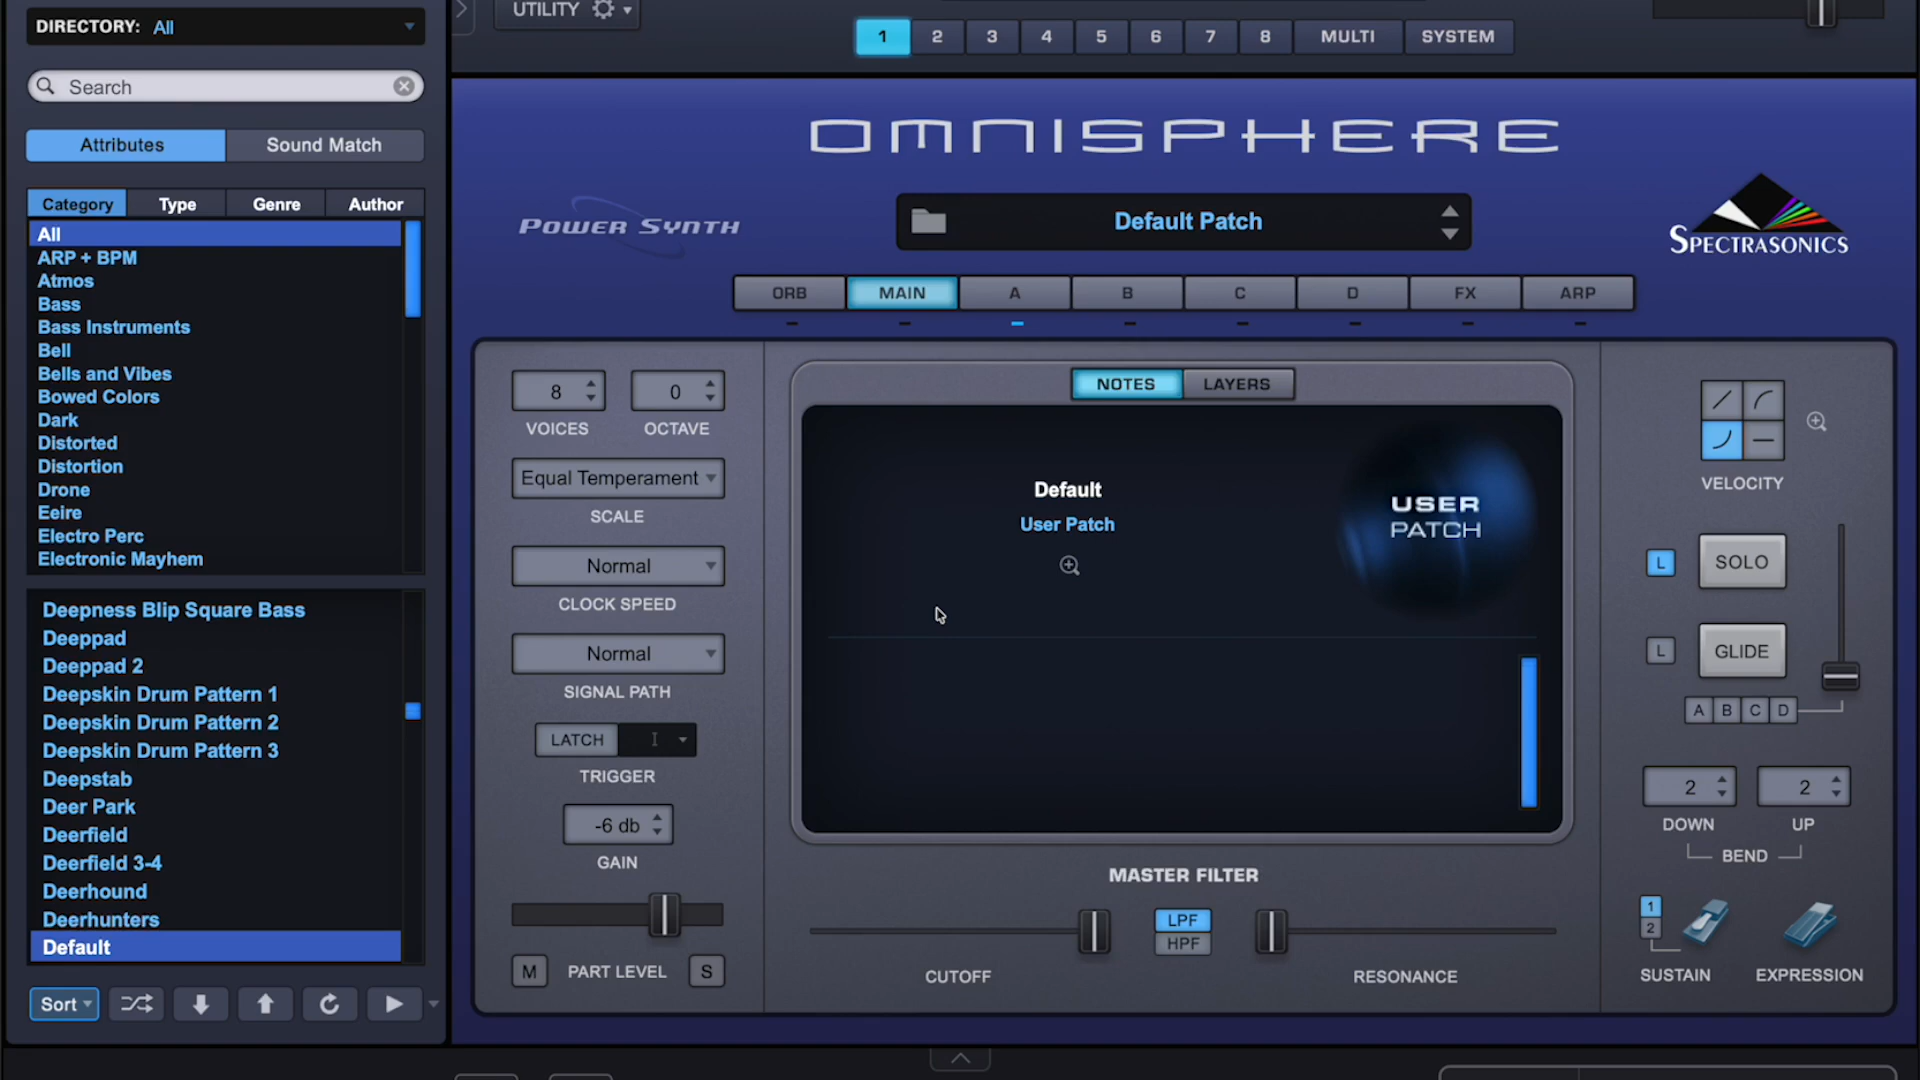 DIRECTORY: All
UTILITY
1 2 3 4 5 6 7 8 MULTI SYSTEM
Search
Attributes Sound Match
Category Type Genre Author
All
ARP + BPM
Atmos
Bass
Bass Instruments
Bell
Bells and Vibes
Bowed Colors
Dark
Distorted
Distortion
Drone
Eeire
Electro Perc
Electronic Mayhem
Deepness Blip Square Bass
Deeppad
Deeppad 2
Deepskin Drum Pattern 1
Deepskin Drum Pattern 2
Deepskin Drum Pattern 3
Deepstab
Deer Park
Deerfield
Deerfield 3-4
Deerhound
Deerhunters
Default
Sort
OMNISPHERE
POWER SYNTH
Default Patch
SPECTRASONICS
ORB MAIN A B C D FX ARP
8 0
VOICES OCTAVE
Equal Temperament
SCALE
Normal
CLOCK SPEED
Normal
SIGNAL PATH
LATCH
TRIGGER
-6 db
GAIN
M PART LEVEL S
NOTES LAYERS
Default
User Patch
USER
PATCH
MASTER FILTER
LPF
HPF
CUTOFF RESONANCE
VELOCITY
L SOLO
L GLIDE
A B C D
2 2
DOWN UP
BEND
1
2
SUSTAIN EXPRESSION